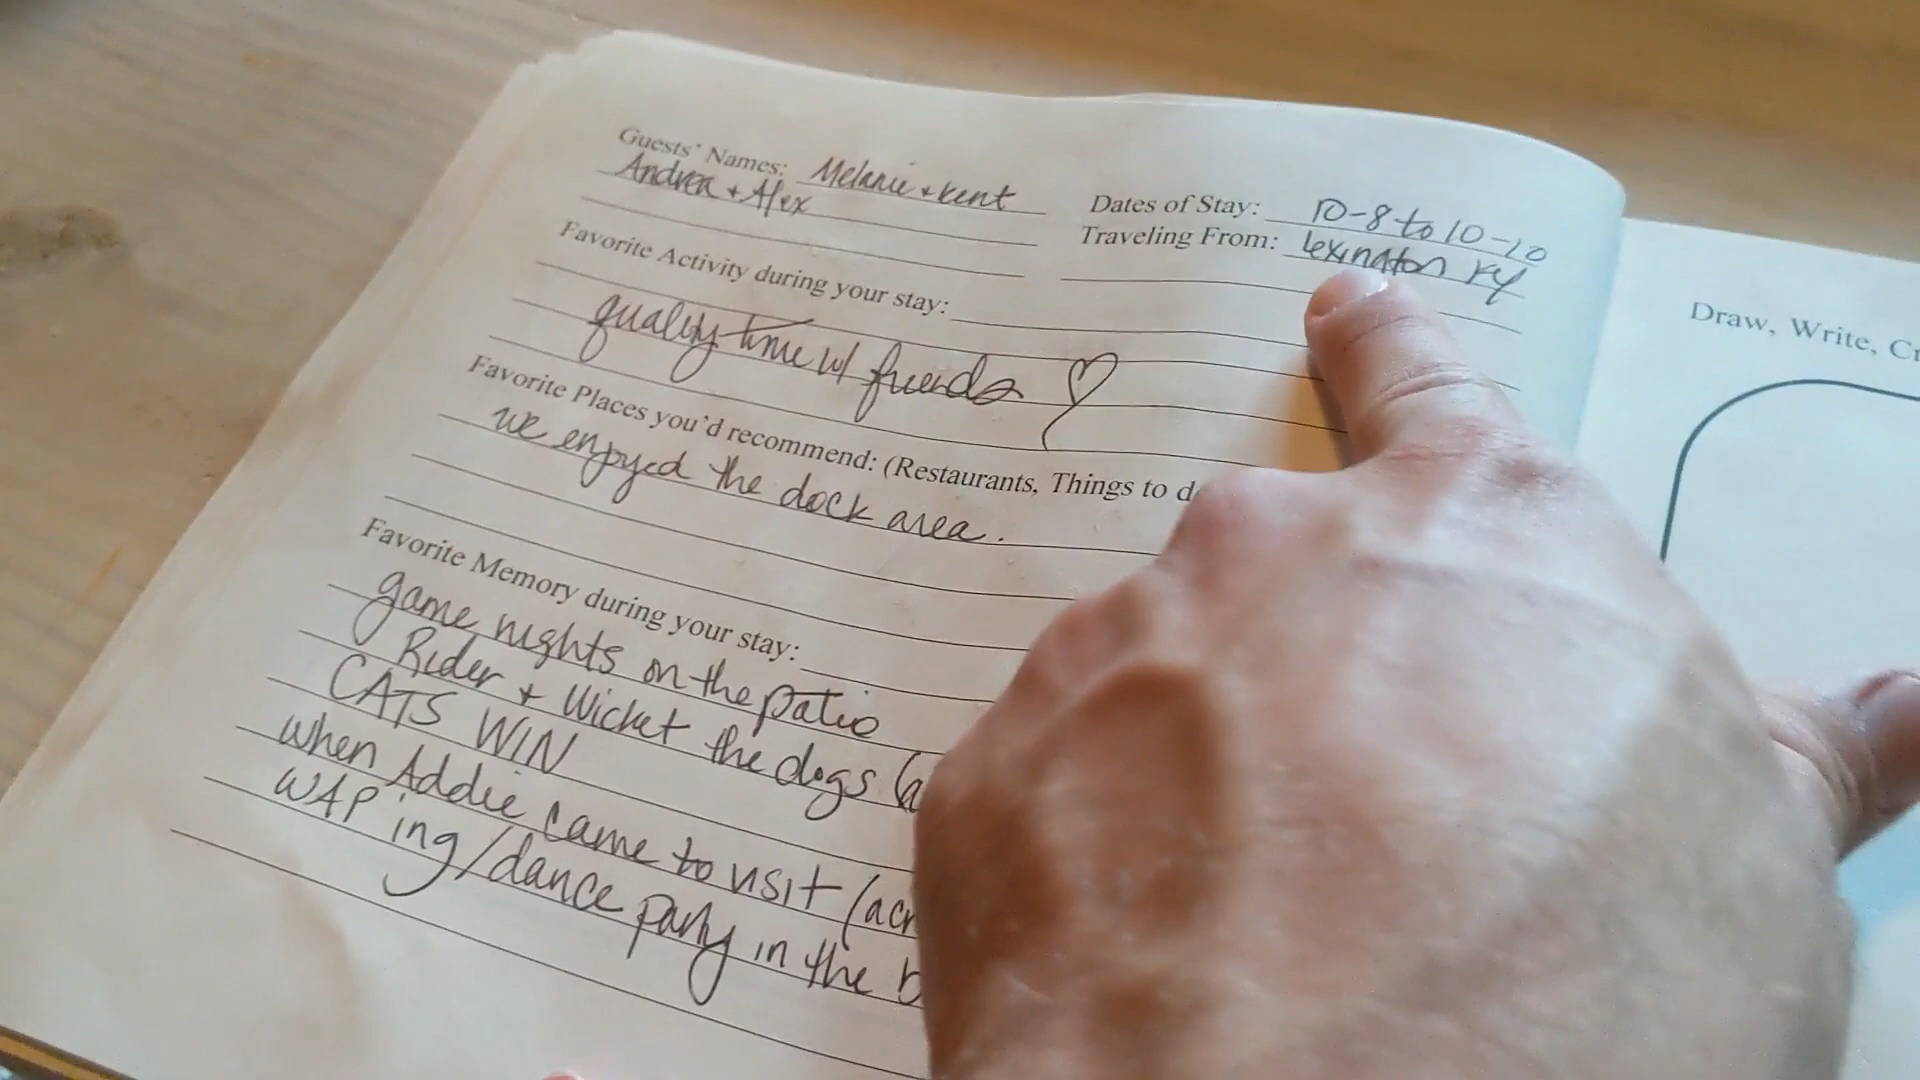 Guests' Names: Melanie + Kent
Andrea + Alex
Dates of Stay: 10-8 to 10-10
Traveling From: Lexington KY
Favorite Activity during your stay:
quality time w/ friends ♡
Favorite Places you'd recommend: (Restaurants, Things to d
we enjoyed the dock area.
Favorite Memory during your stay:
game nights on the patio
Rider + Wicket the dogs (a
CATS WIN
when Addie came to visit (acr
WAP ing/dance party in the b
Draw, Write, Cr